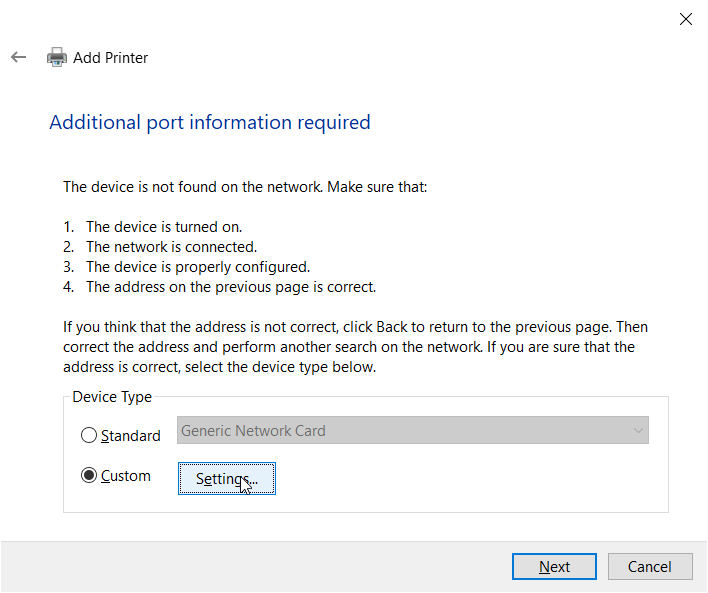 Add Printer
Additional port information required
The device is not found on the network. Make sure that:
1. The device is turned on.
2. The network is connected.
3. The device is properly configured.
4. The address on the previous page is correct.
If you think that the address is not correct, click Back to return to the previous page. Then
correct the address and perform another search on the network. If you are sure that the
address is correct, select the device type below.
Device Type
Standard
Generic Network Card
Custom
Settings...
Next
Cancel